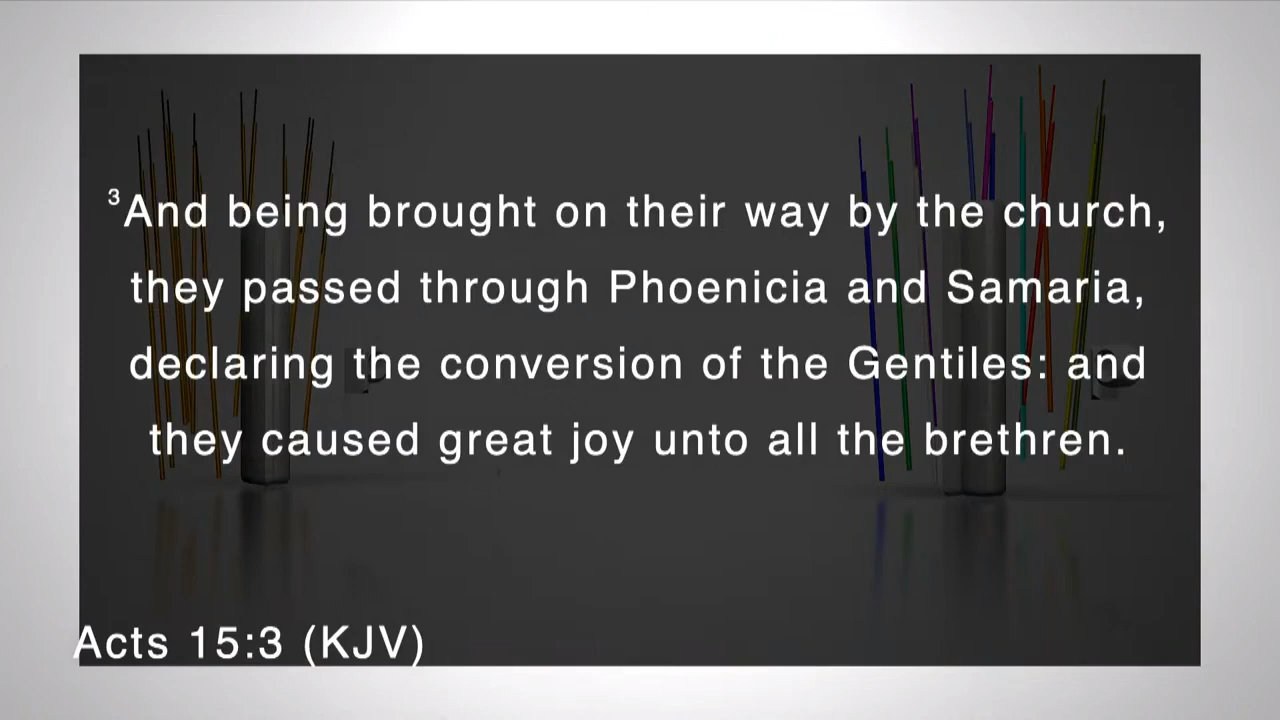 ³And being brought on their way by the church,
they passed through Phoenicia and Samaria,
declaring the conversion of the Gentiles: and
they caused great joy unto all the brethren.
Acts 15:3 (KJV)